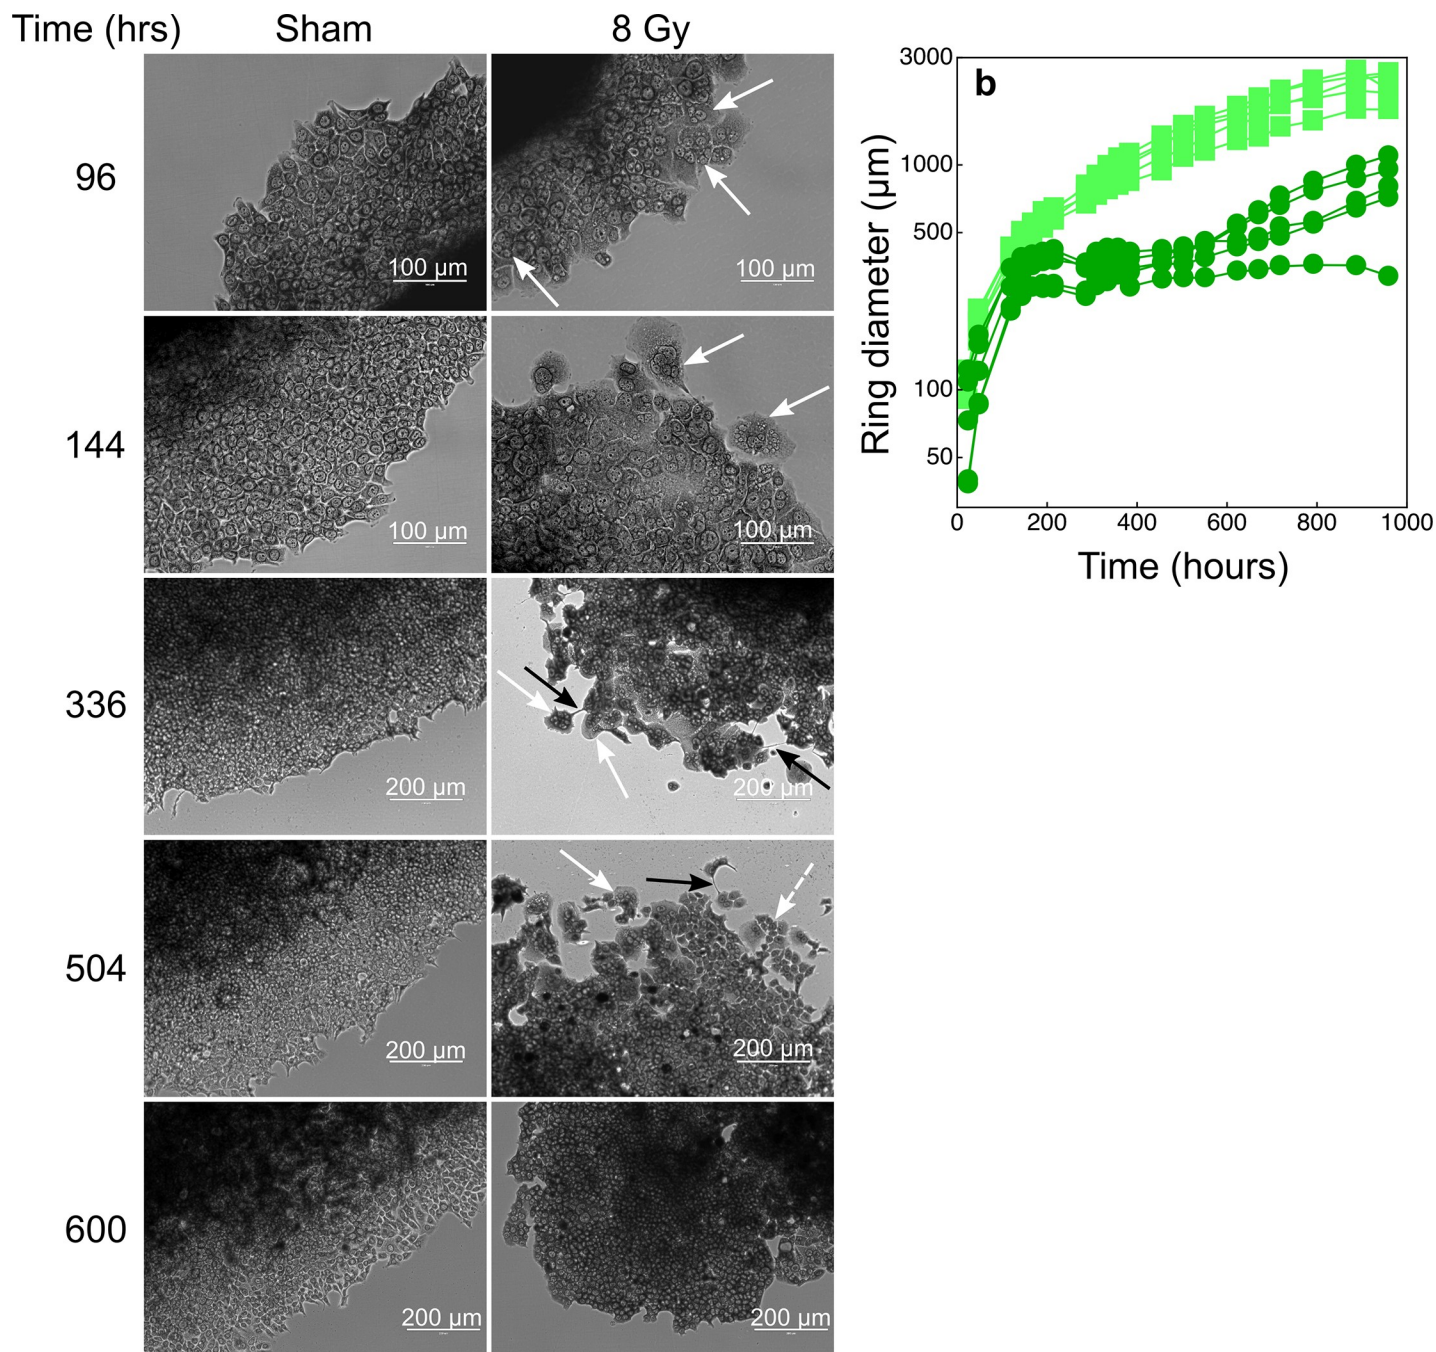 Time (hrs) Sham 8 Gy
96
100 µm 100 µm
144
100 µm 100 µm
336
200 µm 200 µm
504
200 µm 200 µm
600
200 µm 200 µm
b
Ring diameter (µm)
3000
1000
500
100
50
0 200 400 600 800 1000
Time (hours)